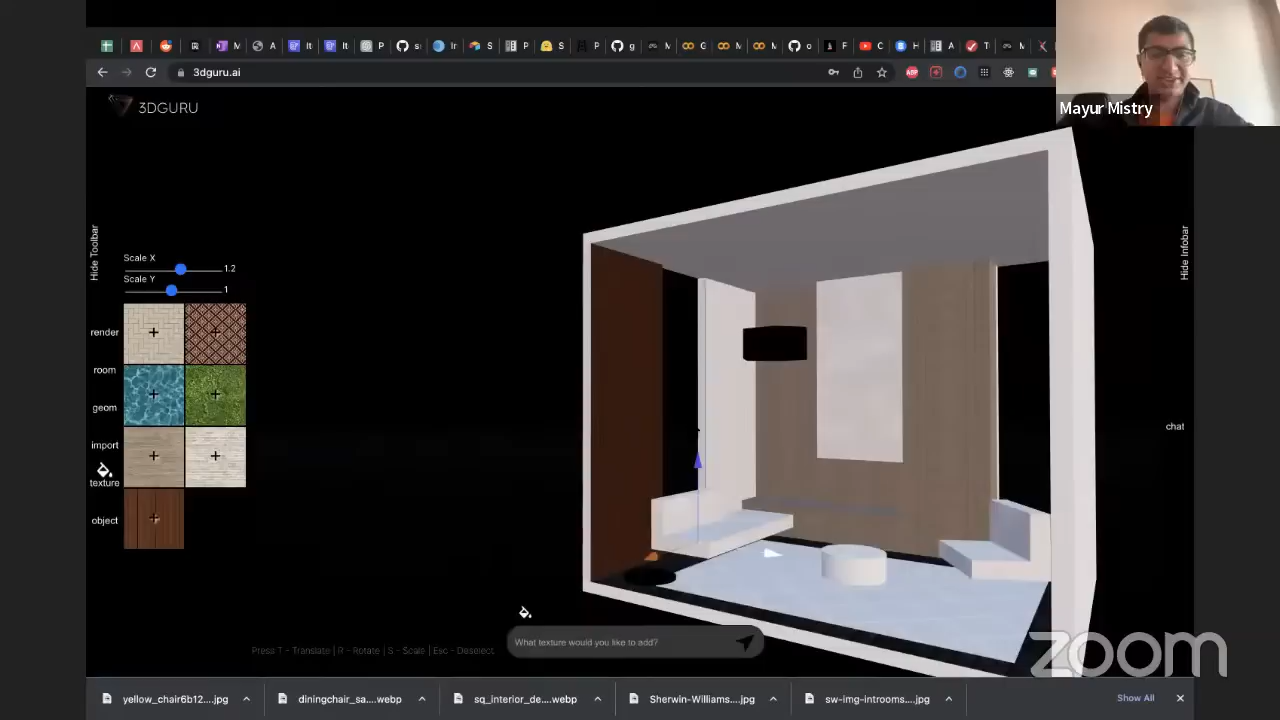 3dguru.ai
Mayur Mistry
3DGURU
Hide Toolbar
Scale X
1.2
Scale Y
1
render
room
geom
import
texture
object
Hide Infobar
chat
What texture would you like to add?
Press T - Translate | R - Rotate | S - Scale | Esc - Deselect
zoom
yellow_chair6b12....jpg
diningchair_sa....webp
sq_interior_de....webp
Sherwin-Williams....jpg
sw-img-introoms....jpg
Show All